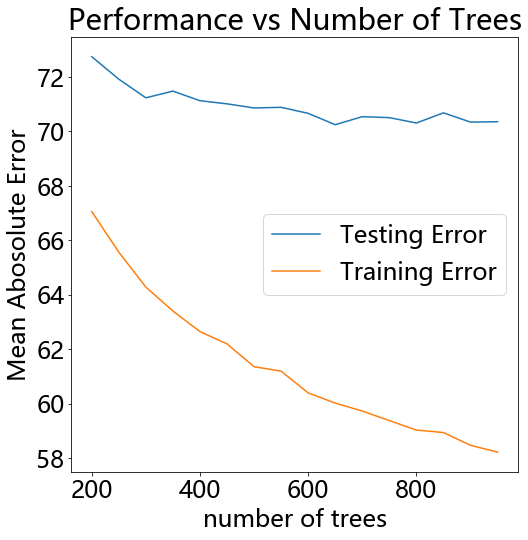 Performance vs Number of Trees
Mean Abosolute Error
72
70
68
66
64
62
60
58
Testing Error
Training Error
200 400 600 800
number of trees